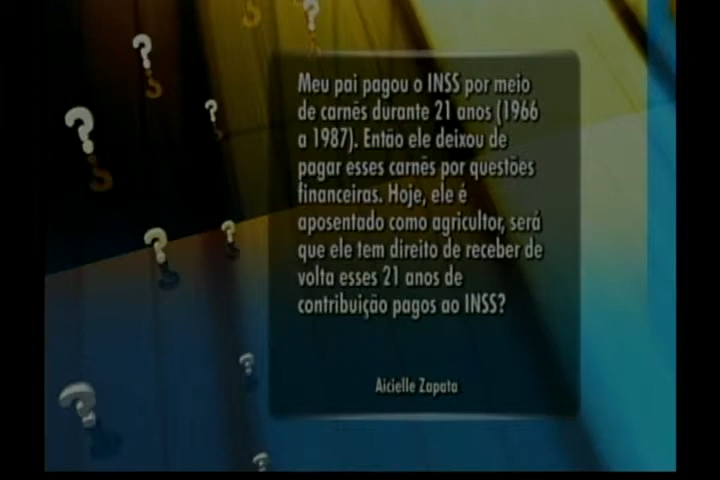 Meu pai pagou o INSS por meio
de carnês durante 21 anos (1966
a 1987). Então ele deixou de
pagar esses carnês por questões
financeiras. Hoje, ele é
aposentado como agricultor, será
que ele tem direito de receber de
volta esses 21 anos de
contribuição pagos ao INSS?
Aicielle Zapata